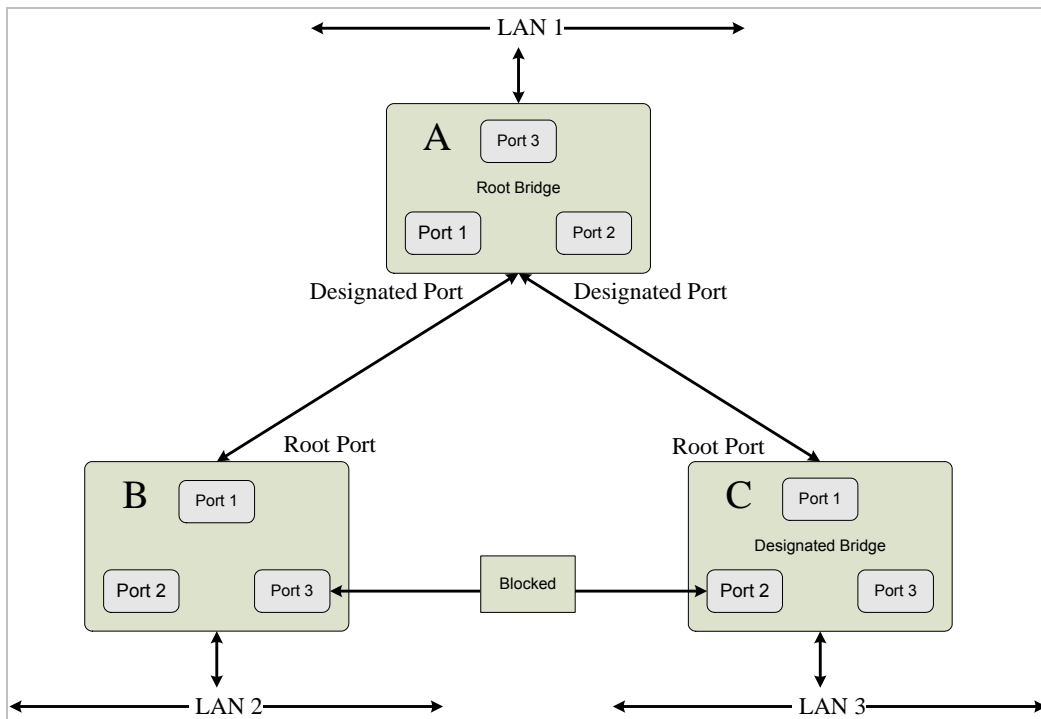 LAN 1
A
Port 3
Root Bridge
Port 1
Port 2
Designated Port
Designated Port
Root Port
Root Port
B
Port 1
Port 2
Port 3
Blocked
C
Port 1
Designated Bridge
Port 2
Port 3
LAN 2
LAN 3